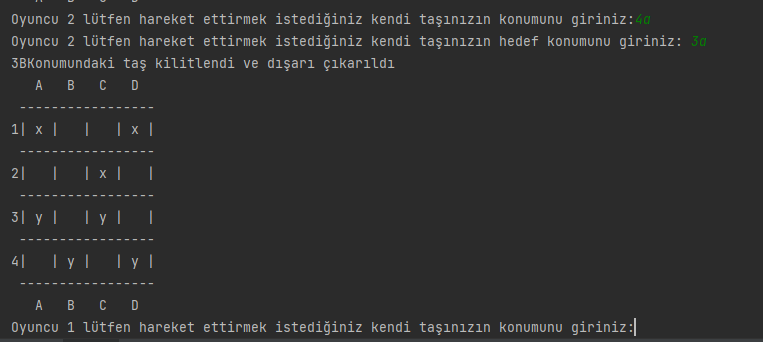 Oyuncu 2 lütfen hareket ettirmek istediğiniz kendi taşınızın konumunu giriniz:4a
Oyuncu 2 lütfen hareket ettirmek istediğiniz kendi taşınızın hedef konumunu giriniz: 3a
3BKonumundaki taş kilitlendi ve dışarı çıkarıldı
   A   B   C   D
 -----------------
1| x |   |   | x |
 -----------------
2|   |   | x |   |
 -----------------
3| y |   | y |   |
 -----------------
4|   | y |   | y |
 -----------------
   A   B   C   D
Oyuncu 1 lütfen hareket ettirmek istediğiniz kendi taşınızın konumunu giriniz: